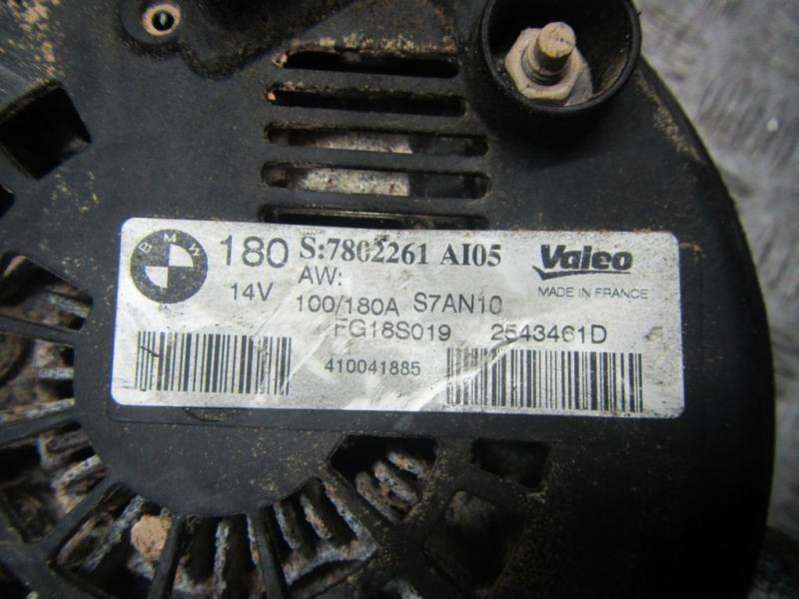 BMW
180 S:7802261 AI05 Valeo
14V AW: MADE IN FRANCE
100/180A S7AN10
FG18S019 2543461D
410041885